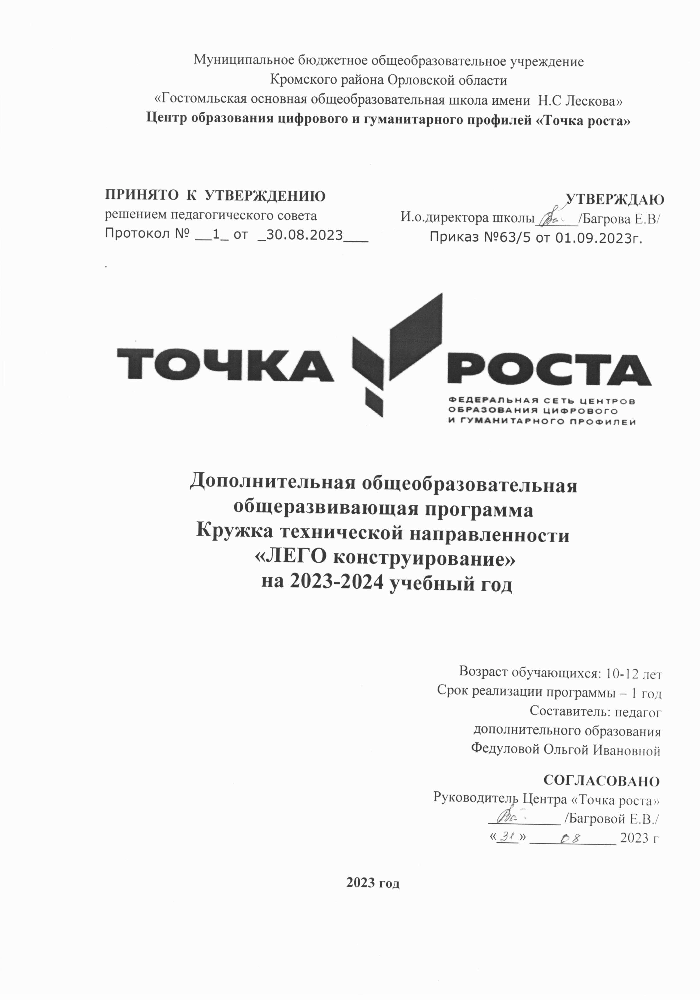 Муниципальное бюджетное общеобразовательное учреждение
Кромского района Орловской области
«Гостомльская основная общеобразовательная школа имени  Н.С Лескова»
Центр образования цифрового и гуманитарного профилей «Точка роста»
ПРИНЯТО К УТВЕРЖДЕНИЮ
решением педагогического совета
Протокол № __1_ от _30.08.2023___
УТВЕРЖДАЮ
И.о.директора школы______/Багрова Е.В/
Приказ №63/5 от 01.09.2023г.
.
ТОЧКА РОСТА
ФЕДЕРАЛЬНАЯ СЕТЬ ЦЕНТРОВ
ОБРАЗОВАНИЯ ЦИФРОВОГО
И ГУМАНИТАРНОГО ПРОФИЛЕЙ
Дополнительная общеобразовательная
общеразвивающая программа
Кружка технической направленности
«ЛЕГО конструирование»
на 2023-2024 учебный год
Возраст обучающихся: 10-12 лет
Срок реализации программы – 1 год
Составитель: педагог
дополнительного образования
Федуловой Ольгой Ивановной
СОГЛАСОВАНО
Руководитель Центра «Точка роста»
__________ /Багровой Е.В./
«31» 08 2023 г
2023 год